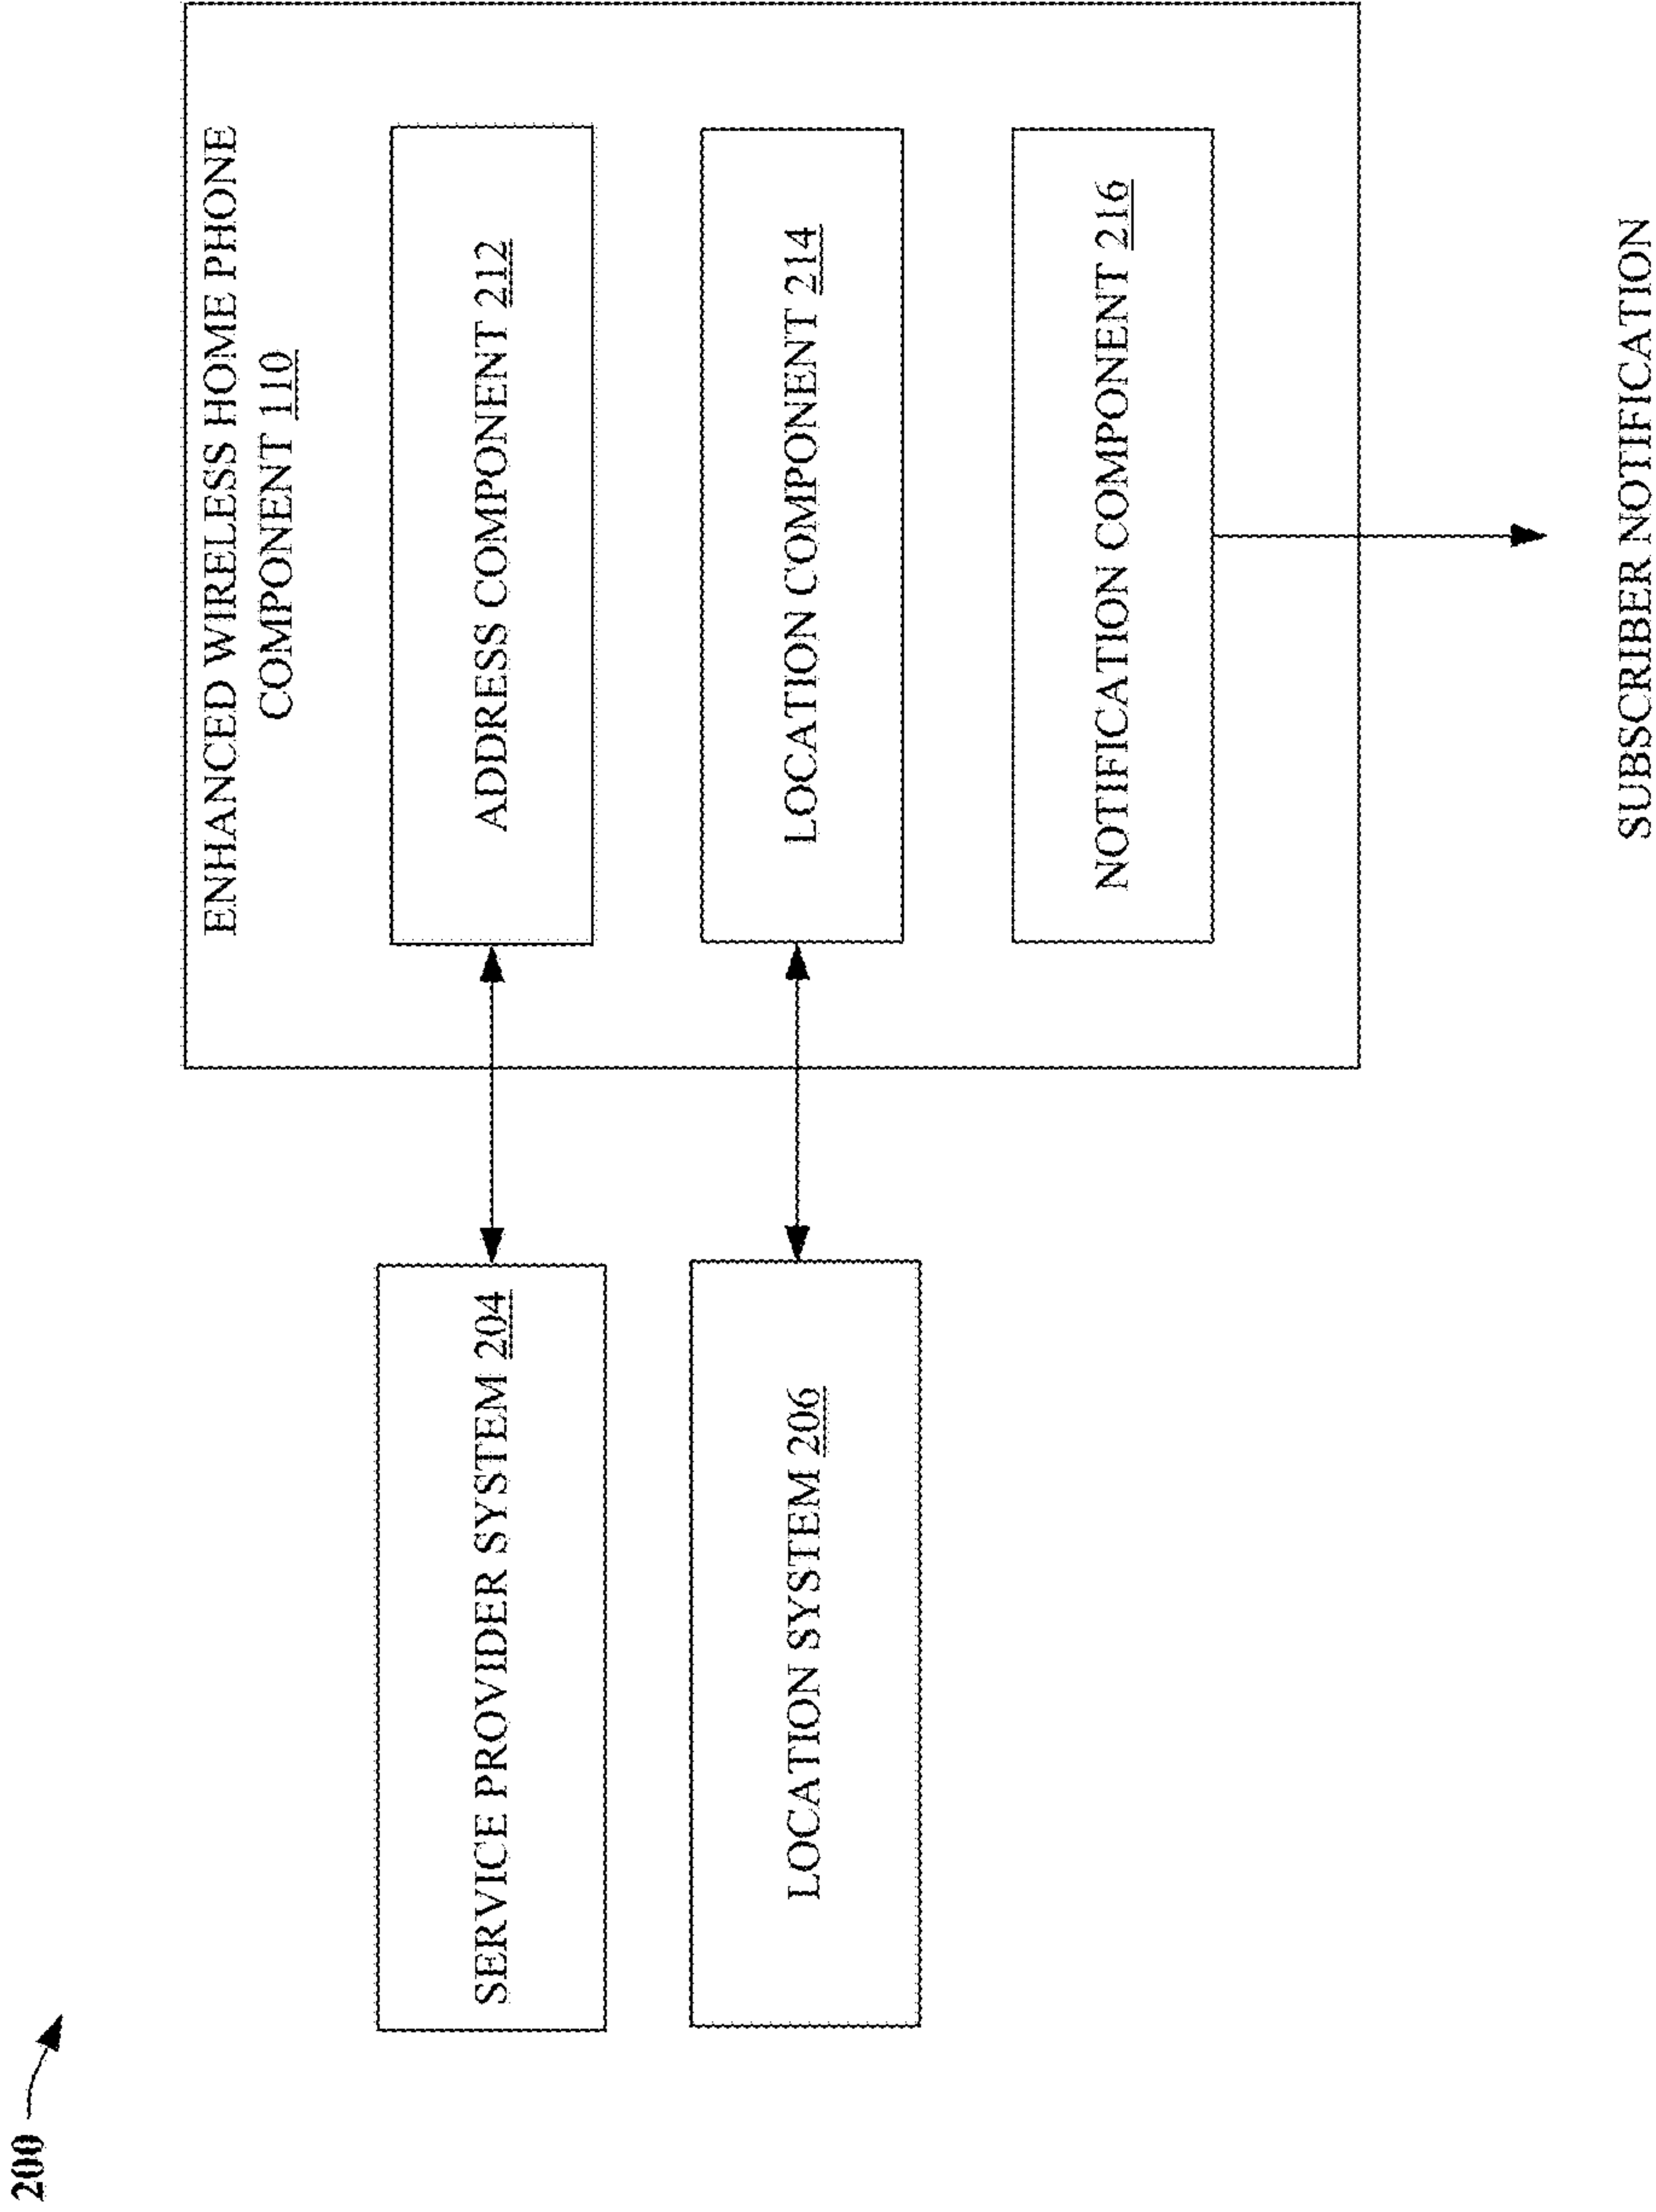 200
ENHANCED WIRELESS HOME PHONE
COMPONENT 110
SERVICE PROVIDER SYSTEM 204
ADDRESS COMPONENT 212
LOCATION SYSTEM 206
LOCATION COMPONENT 214
NOTIFICATION COMPONENT 216
SUBSCRIBER NOTIFICATION